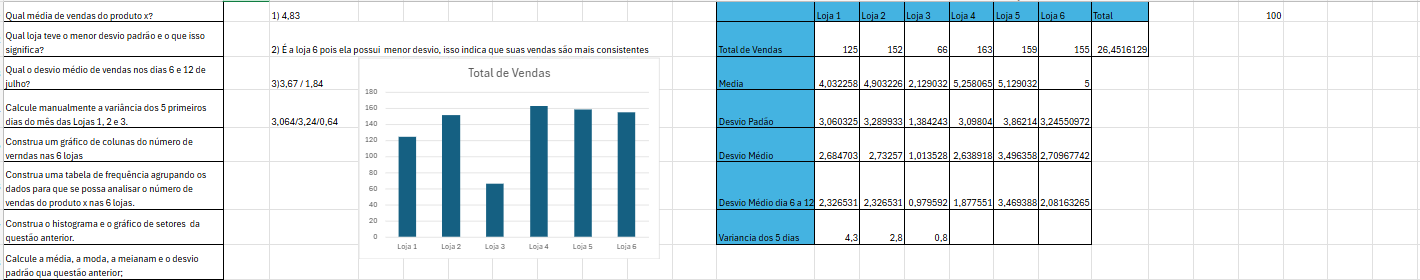 Qual média de vendas do produto x?
1) 4,83
Loja 1 Loja 2 Loja 3 Loja 4 Loja 5 Loja 6 Total
100
Qual loja teve o menor desvio padrão e o que isso
significa?
2) É a loja 6 pois ela possui menor desvio, isso indica que suas vendas são mais consistentes
Total de Vendas 125 152 66 163 159 155 26,4516129
Qual o desvio médio de vendas nos dias 6 e 12 de
julho?
3)3,67 / 1,84
Media 4,032258 4,903226 2,129032 5,258065 5,129032 5
Calcule manualmente a variância dos 5 primeiros
dias do mês das Lojas 1, 2 e 3.
3,064/3,24/0,64
Desvio Padão 3,060325 3,289933 1,384243 3,09804 3,86214 3,24550972
Construa um gráfico de colunas do número de
verndas nas 6 lojas
Desvio Médio 2,684703 2,73257 1,013528 2,638918 3,496358 2,70967742
Construa uma tabela de frequência agrupando os
dados para que se possa analisar o número de
vendas do produto x nas 6 lojas.
Desvio Médio dia 6 a 12 2,326531 2,326531 0,979592 1,877551 3,469388 2,08163265
Construa o histograma e o gráfico de setores da
questão anterior.
Variancia dos 5 dias 4,3 2,8 0,8
Calcule a média, a moda, a meianam e o desvio
padrão qua questão anterior;
Total de Vendas
180
160
140
120
100
80
60
40
20
0
Loja 1 Loja 2 Loja 3 Loja 4 Loja 5 Loja 6